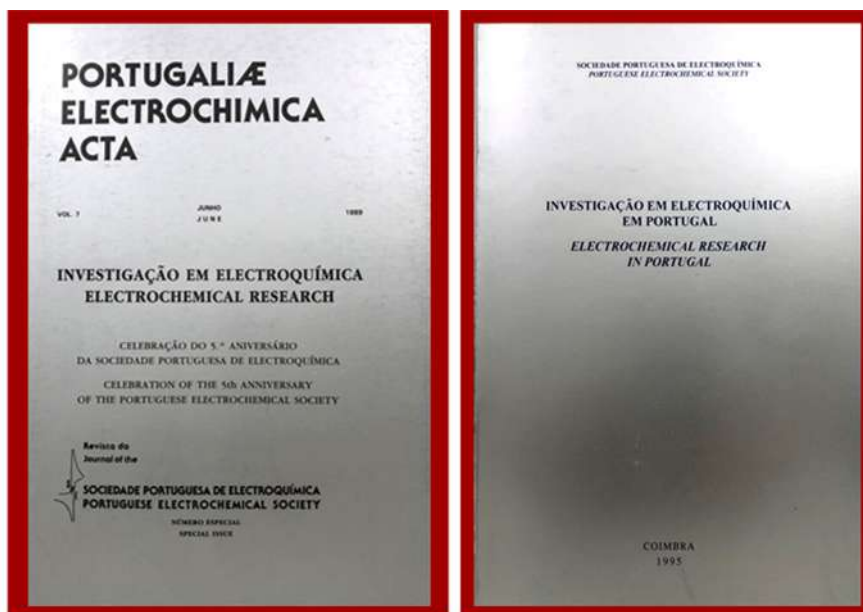 PORTUGALIÆ
ELECTROCHIMICA
ACTA
VOL. 7
JUNHO
JUNE
1989
INVESTIGAÇÃO EM ELECTROQUÍMICA
ELECTROCHEMICAL RESEARCH
CELEBRAÇÃO DO 5.º ANIVERSÁRIO
DA SOCIEDADE PORTUGUESA DE ELECTROQUÍMICA
CELEBRATION OF THE 5th ANNIVERSARY
OF THE PORTUGUESE ELECTROCHEMICAL SOCIETY
Revista da
Journal of the
SOCIEDADE PORTUGUESA DE ELECTROQUÍMICA
PORTUGUESE ELECTROCHEMICAL SOCIETY
NÚMERO ESPECIAL
SPECIAL ISSUE
SOCIEDADE PORTUGUESA DE ELECTROQUÍMICA
PORTUGUESE ELECTROCHEMICAL SOCIETY
INVESTIGAÇÃO EM ELECTROQUÍMICA
EM PORTUGAL
ELECTROCHEMICAL RESEARCH
IN PORTUGAL
COIMBRA
1995